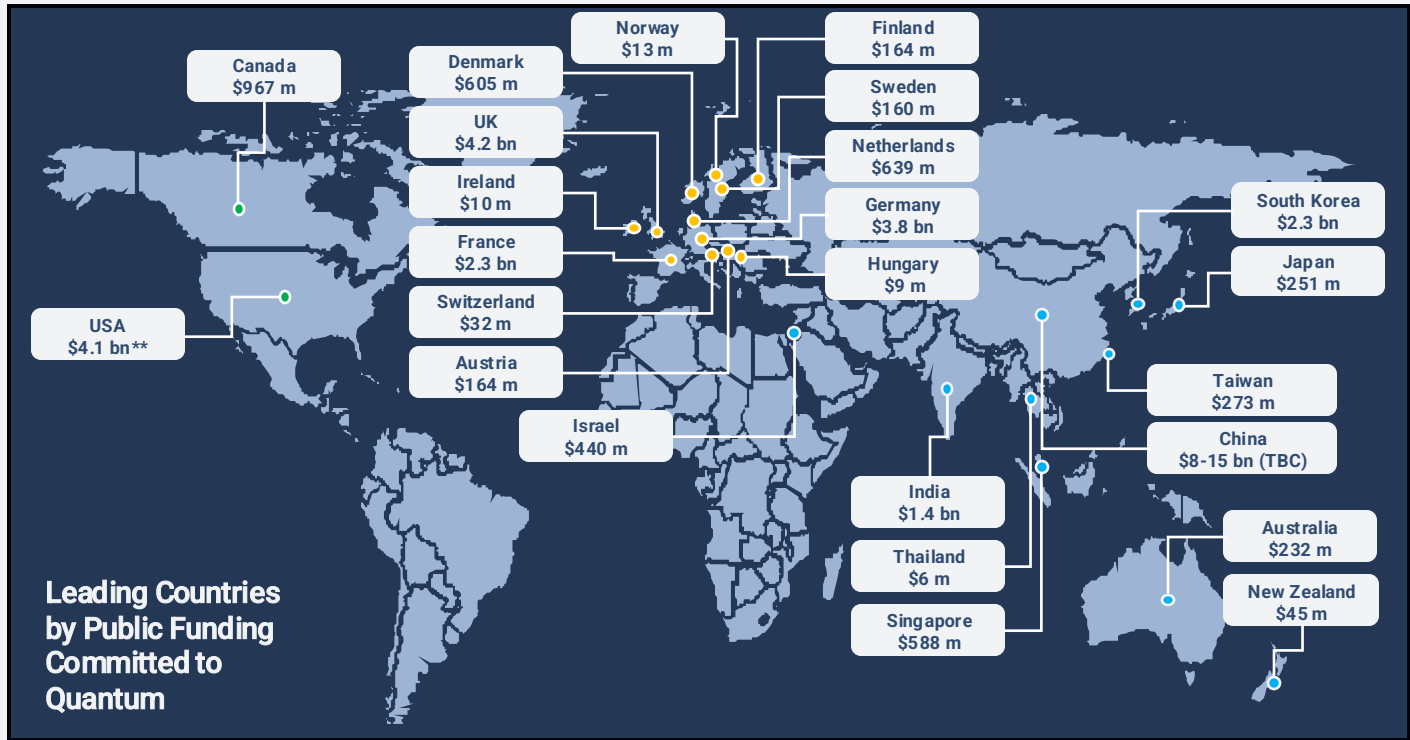 Norway
$13 m
Finland
$164 m
Canada
$967 m
Denmark
$605 m
Sweden
$160 m
UK
$4.2 bn
Netherlands
$639 m
Ireland
$10 m
Germany
$3.8 bn
South Korea
$2.3 bn
France
$2.3 bn
Hungary
$9 m
Japan
$251 m
Switzerland
$32 m
USA
$4.1 bn**
Austria
$164 m
Taiwan
$273 m
Israel
$440 m
China
$8-15 bn (TBC)
India
$1.4 bn
Australia
$232 m
Thailand
$6 m
New Zealand
$45 m
Singapore
$588 m
Leading Countries
by Public Funding
Committed to
Quantum